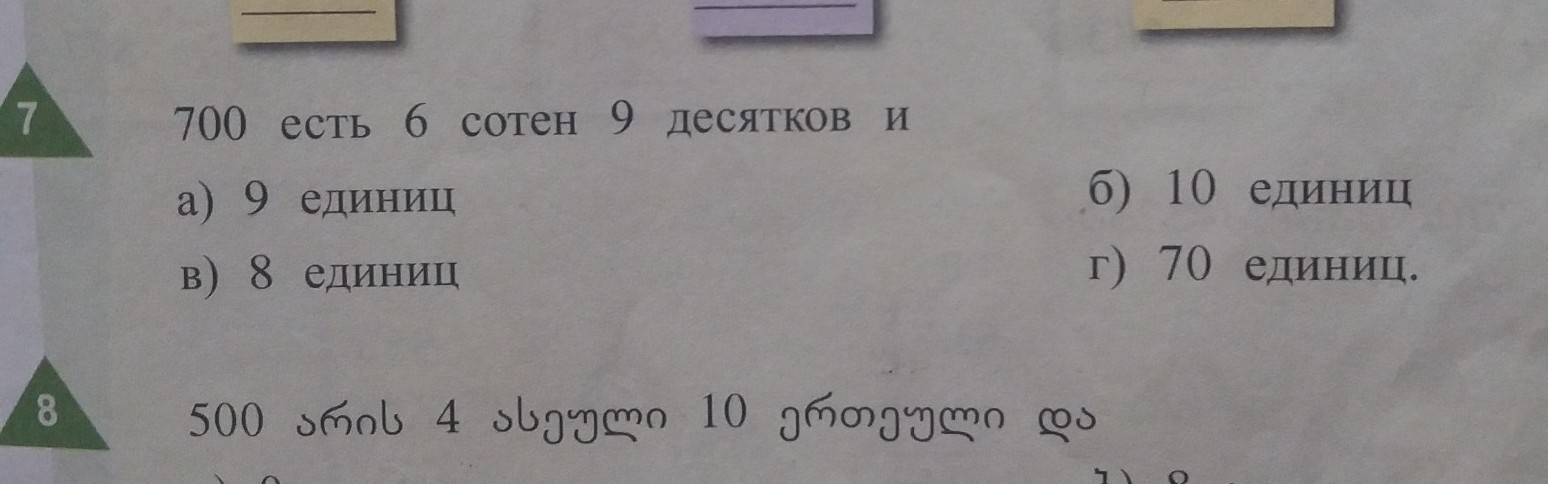 7 700 есть 6 сотен 9 десятков и
а) 9 единиц б) 10 единиц
в) 8 единиц г) 70 единиц.
8 500 არის 4 ასეული 10 ერთეული და